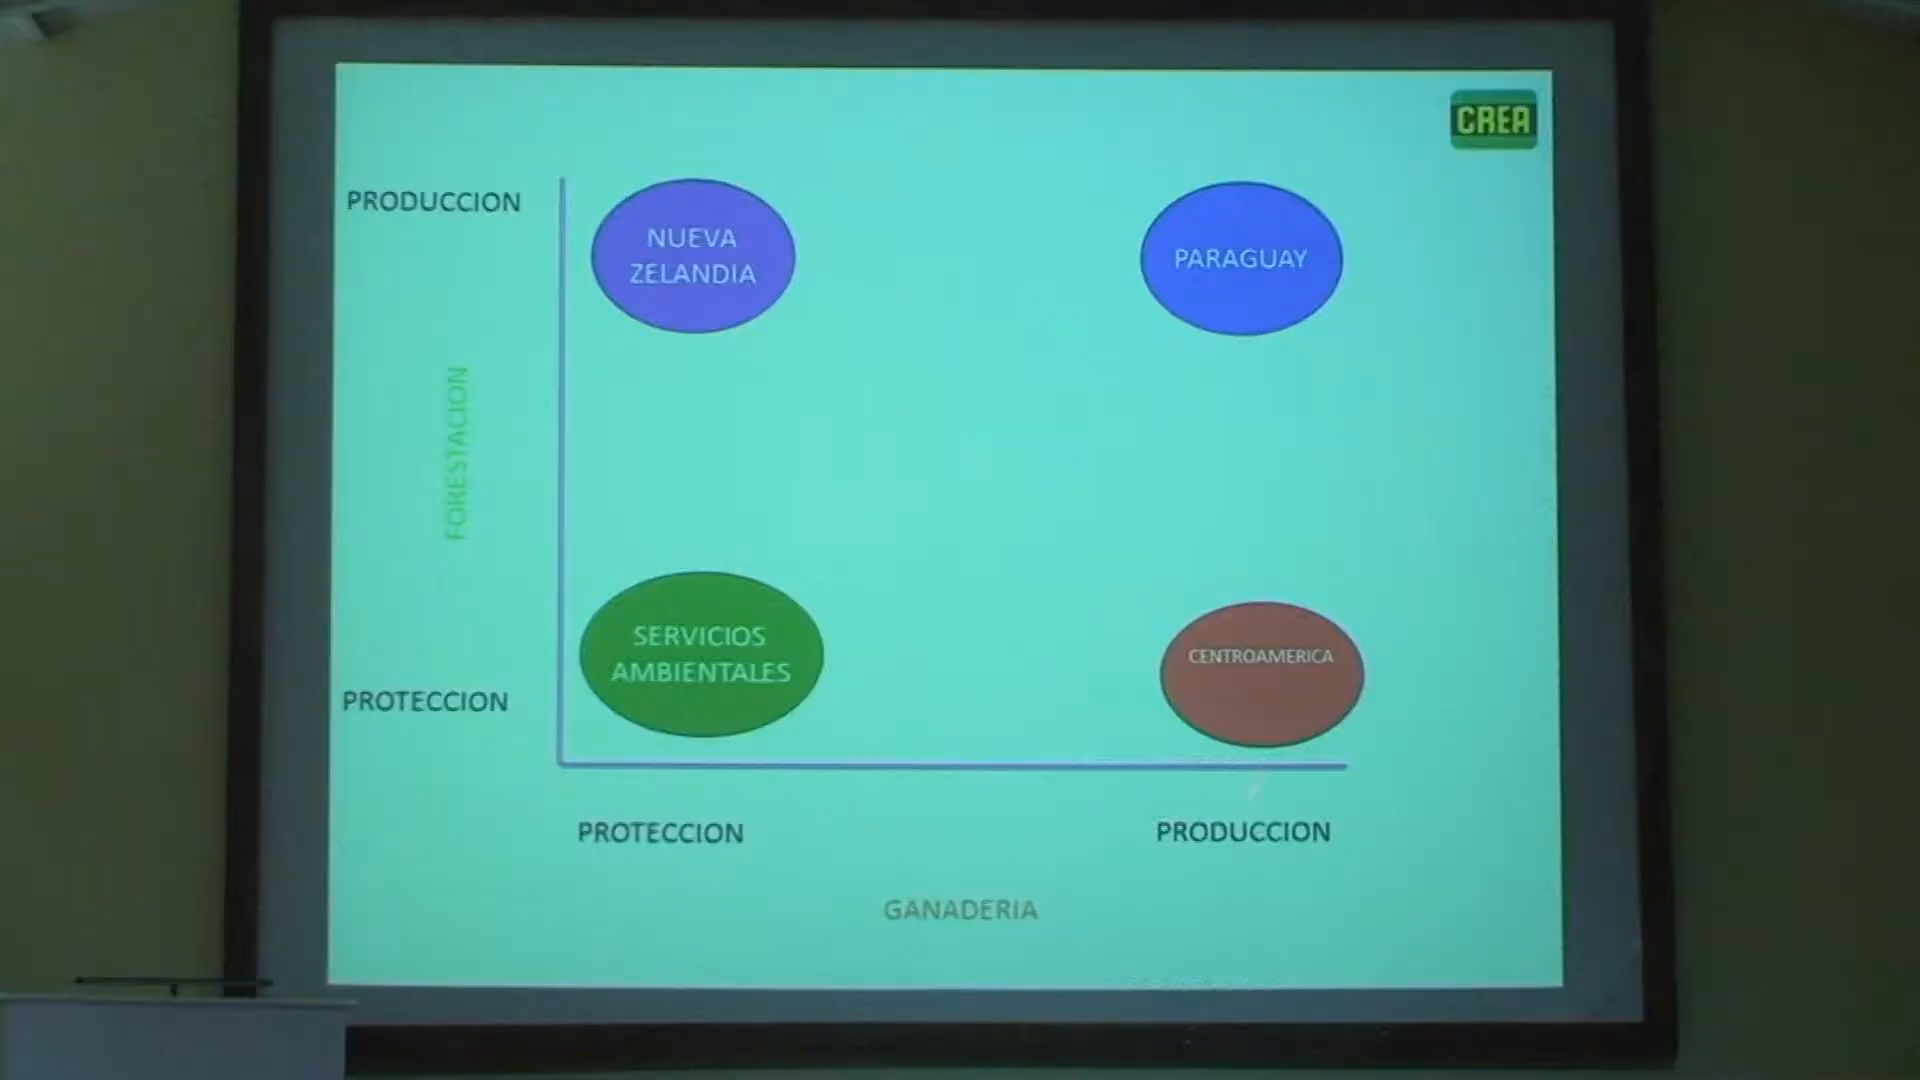 CREA
PRODUCCION
NUEVA
ZELANDIA
PARAGUAY
FORESTACION
SERVICIOS
AMBIENTALES
CENTROAMERICA
PROTECCION
PROTECCION
PRODUCCION
GANADERIA